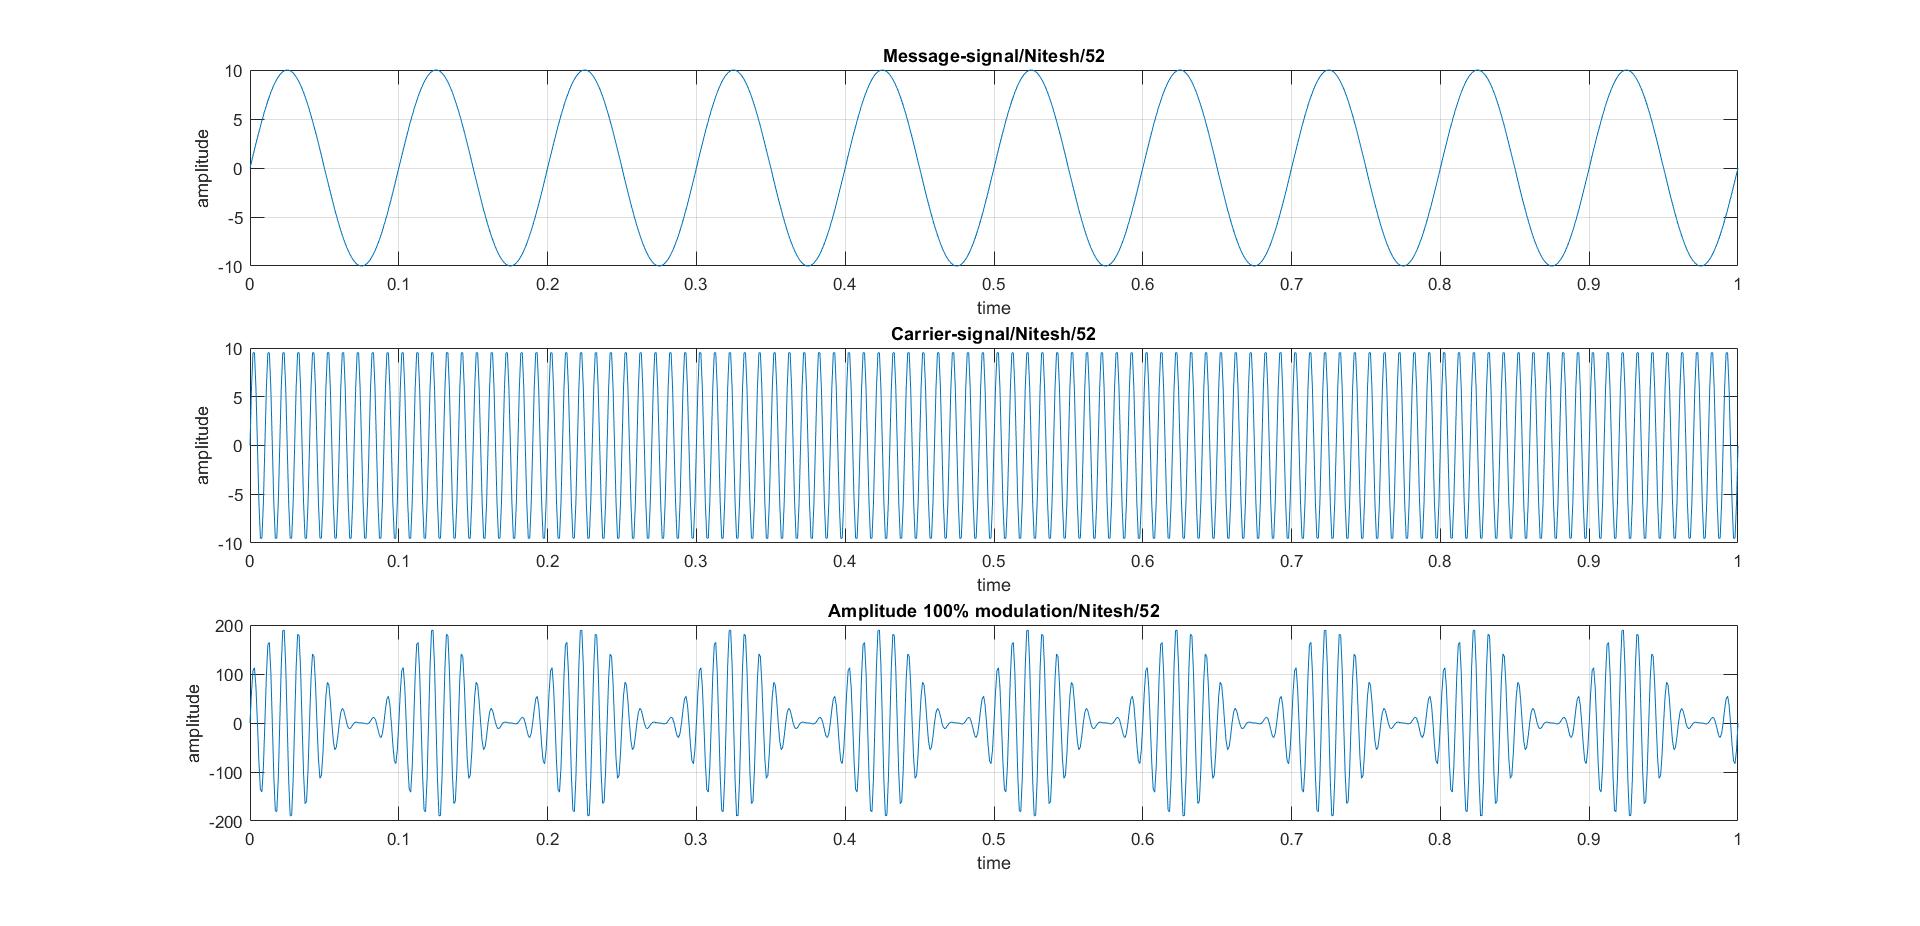 Message-signal/Nitesh/52
10
5
0
-5
-10
amplitude
0 0.1 0.2 0.3 0.4 0.5 0.6 0.7 0.8 0.9 1
time
Carrier-signal/Nitesh/52
10
5
0
-5
-10
amplitude
0 0.1 0.2 0.3 0.4 0.5 0.6 0.7 0.8 0.9 1
time
Amplitude 100% modulation/Nitesh/52
200
100
0
-100
-200
amplitude
0 0.1 0.2 0.3 0.4 0.5 0.6 0.7 0.8 0.9 1
time